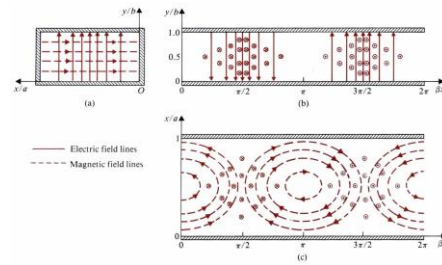 y/b
x/a
O
(a)
y/b
1.0
0.5
0
π/2
π
3π/2
2π
(b)
Electric field lines
Magnetic field lines
x/a
1
0
0
π/2
π
3π/2
2π
(c)